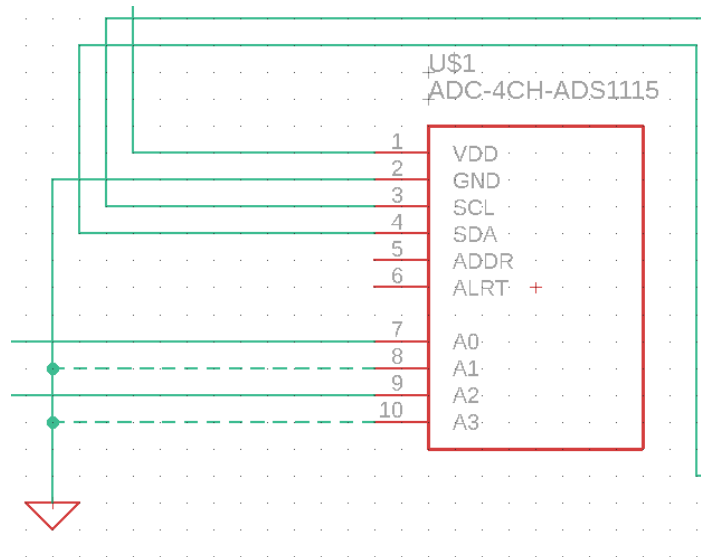 U$1
ADC-4CH-ADS1115
1 VDD
2 GND
3 SCL
4 SDA
5 ADDR
6 ALRT
7 A0
8 A1
9 A2
10 A3